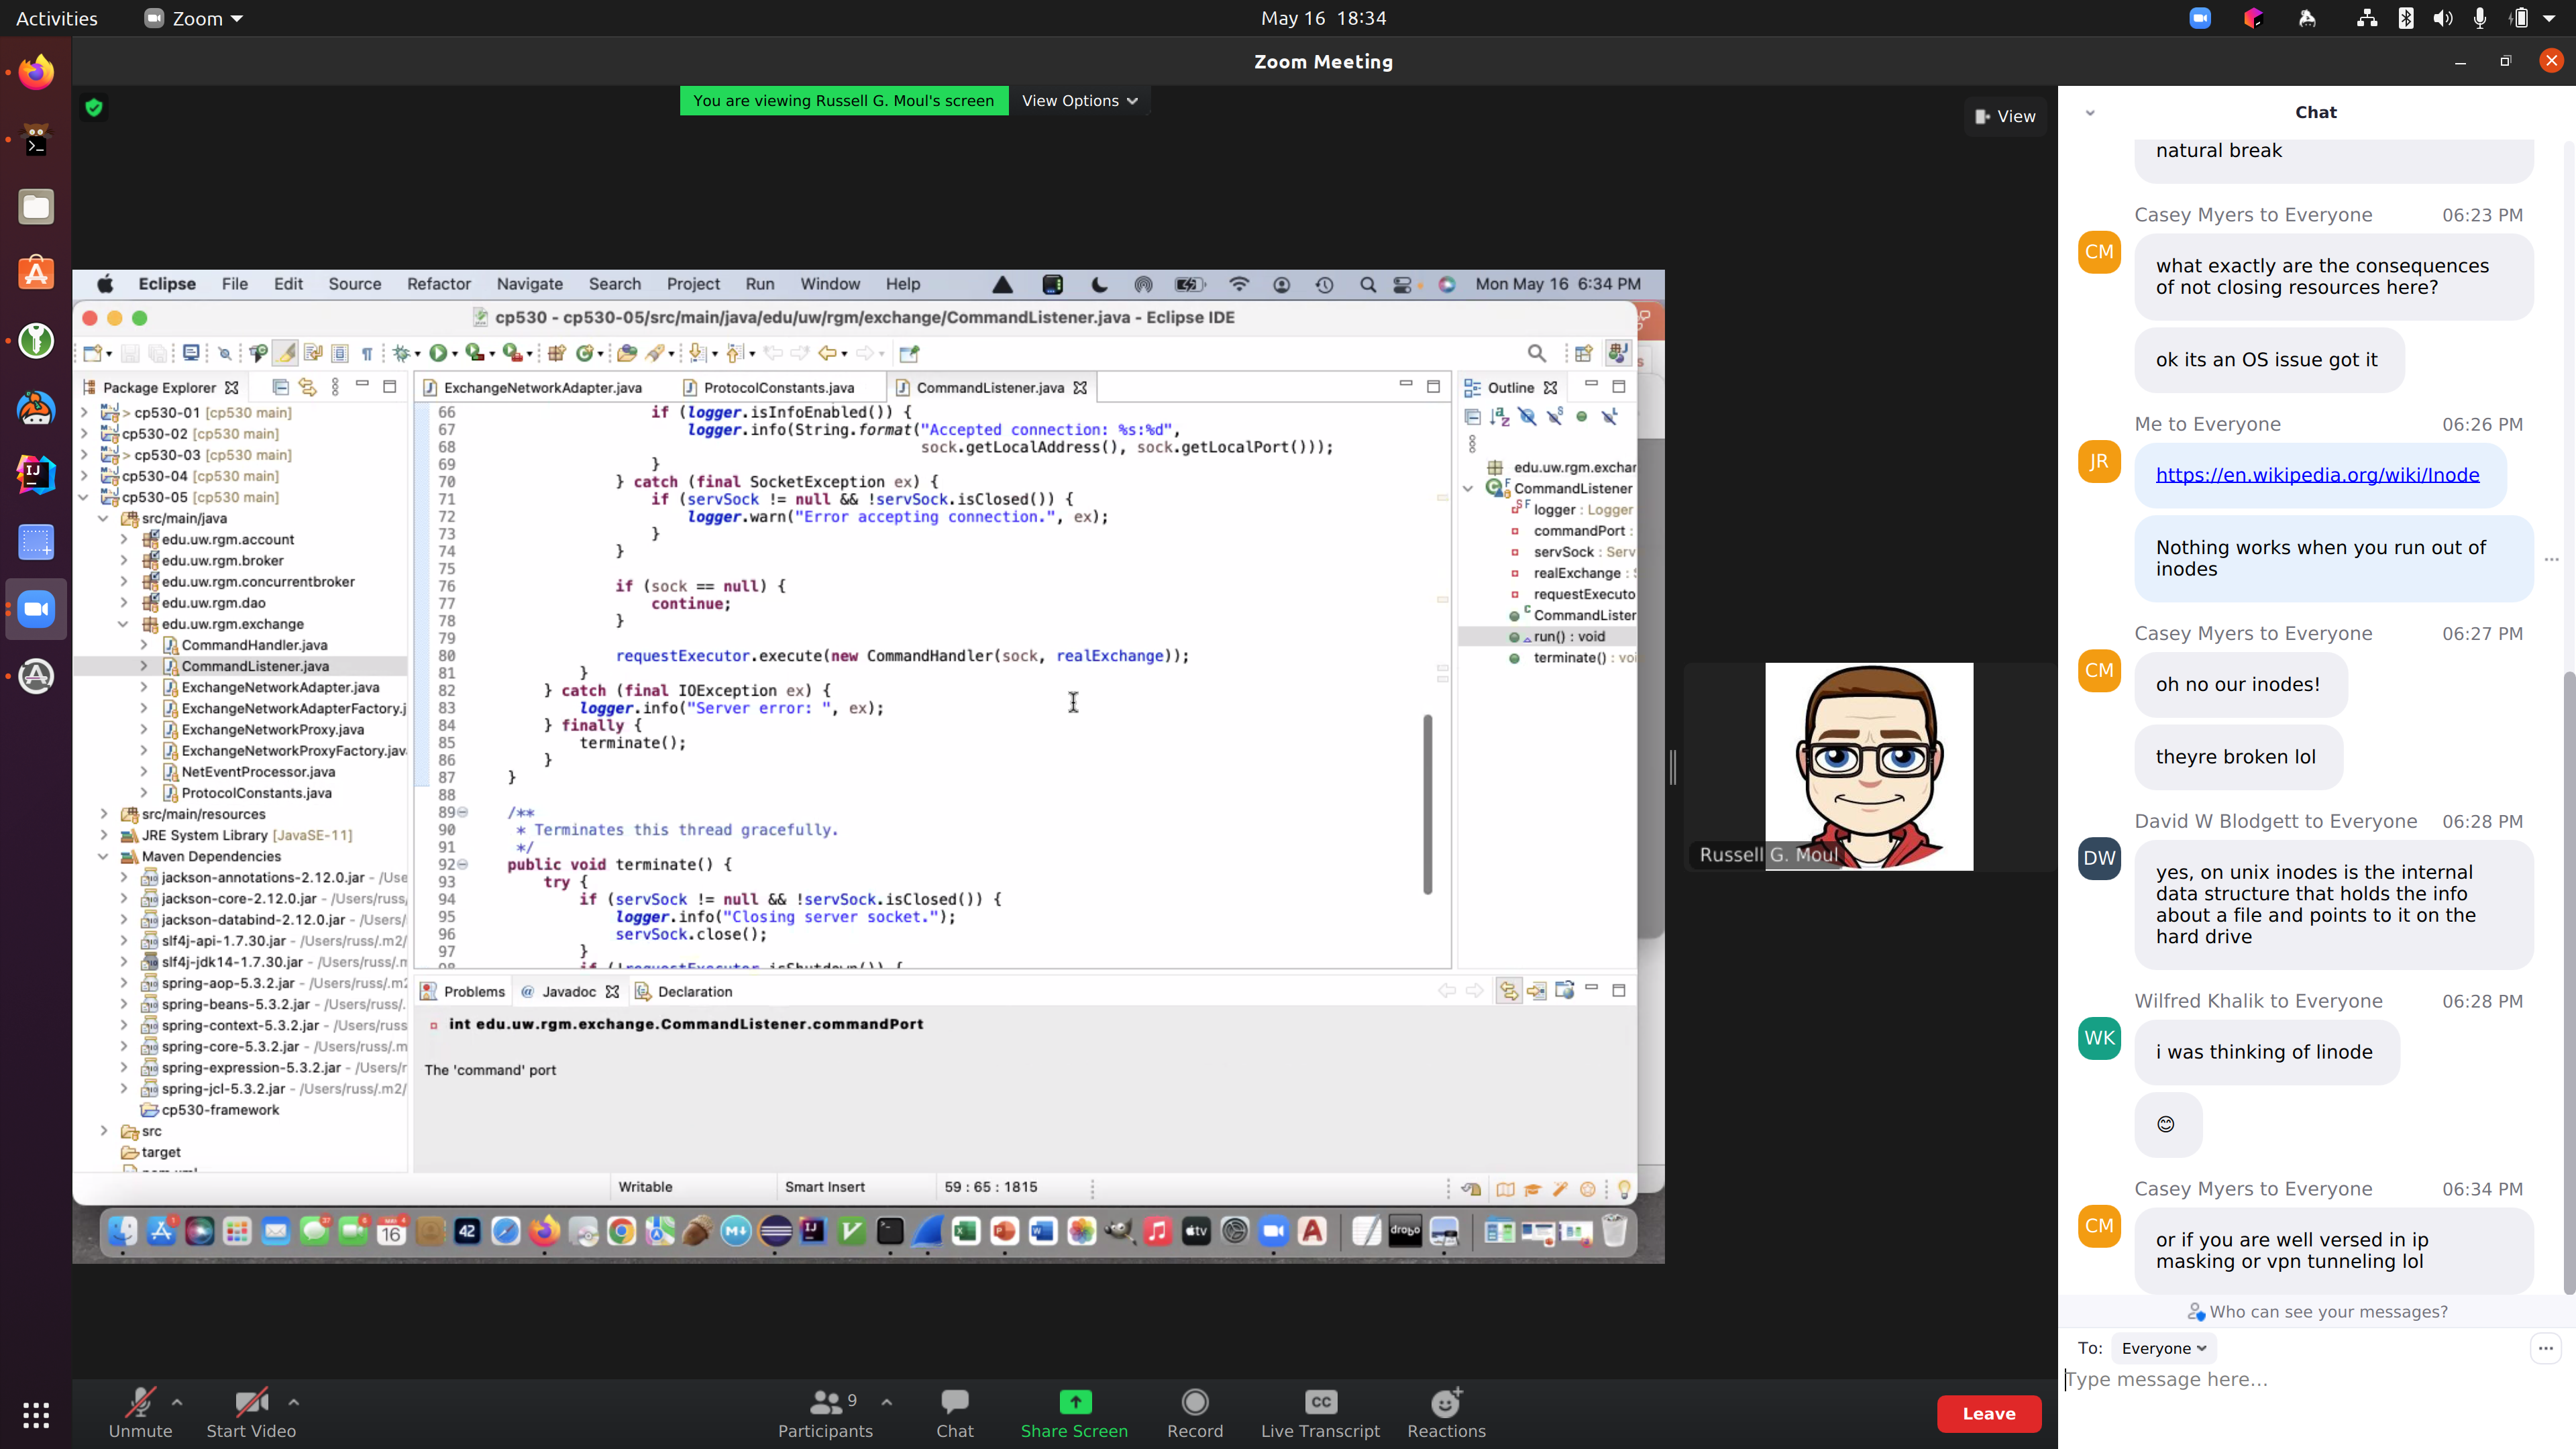 Activities
Zoom
May 16 18:34
Zoom Meeting
You are viewing Russell G. Moul's screen
View Options
View
Eclipse File Edit Source Refactor Navigate Search Project Run Window Help
Mon May 16 6:34 PM
cp530 - cp530-05/src/main/java/edu/uw/rgm/exchange/CommandListener.java - Eclipse IDE
Package Explorer
> cp530-01 [cp530 main]
cp530-02 [cp530 main]
> cp530-03 [cp530 main]
cp530-04 [cp530 main]
cp530-05 [cp530 main]
src/main/java
edu.uw.rgm.account
edu.uw.rgm.broker
edu.uw.rgm.concurrentbroker
edu.uw.rgm.dao
edu.uw.rgm.exchange
CommandHandler.java
CommandListener.java
ExchangeNetworkAdapter.java
ExchangeNetworkAdapterFactory.j
ExchangeNetworkProxy.java
ExchangeNetworkProxyFactory.jav
NetEventProcessor.java
ProtocolConstants.java
src/main/resources
JRE System Library [JavaSE-11]
Maven Dependencies
jackson-annotations-2.12.0.jar - /Use
jackson-core-2.12.0.jar - /Users/russ/
jackson-databind-2.12.0.jar - /Users/
slf4j-api-1.7.30.jar - /Users/russ/.m2/
slf4j-jdk14-1.7.30.jar - /Users/russ/.n
spring-aop-5.3.2.jar - /Users/russ/.m2
spring-beans-5.3.2.jar - /Users/russ/.
spring-context-5.3.2.jar - /Users/russ
spring-core-5.3.2.jar - /Users/russ/.m
spring-expression-5.3.2.jar - /Users/r
spring-jcl-5.3.2.jar - /Users/russ/.m2/
cp530-framework
src
target
ExchangeNetworkAdapter.java
ProtocolConstants.java
CommandListener.java
66 if (logger.isInfoEnabled()) {
67 logger.info(String.format("Accepted connection: %s:%d",
68 sock.getLocalAddress(), sock.getLocalPort()));
69 }
70 } catch (final SocketException ex) {
71 if (servSock != null && !servSock.isClosed()) {
72 logger.warn("Error accepting connection.", ex);
73 }
74 }
75
76 if (sock == null) {
77 continue;
78 }
79
80 requestExecutor.execute(new CommandHandler(sock, realExchange));
81 }
82 } catch (final IOException ex) {
83 logger.info("Server error: ", ex);
84 } finally {
85 terminate();
86 }
87 }
88
89 /**
90 * Terminates this thread gracefully.
91 */
92 public void terminate() {
93 try {
94 if (servSock != null && !servSock.isClosed()) {
95 logger.info("Closing server socket.");
96 servSock.close();
97 }
98 if (!requestExecutor.isShutdown()) {
Outline
edu.uw.rgm.exchar
CommandListener
logger : Logger
commandPort :
servSock : Serv
realExchange :
requestExecuto
CommandLister
run() : void
terminate() : voi
Problems
@ Javadoc
Declaration
int edu.uw.rgm.exchange.CommandListener.commandPort
The 'command' port
Writable
Smart Insert
59 : 65 : 1815
16
42
M
IJ
tv
drobo
Russell G. Moul
Chat
natural break
Casey Myers to Everyone 06:23 PM
CM
what exactly are the consequences
of not closing resources here?
ok its an OS issue got it
Me to Everyone 06:26 PM
JR
https://en.wikipedia.org/wiki/Inode
Nothing works when you run out of
inodes
Casey Myers to Everyone 06:27 PM
CM
oh no our inodes!
theyre broken lol
David W Blodgett to Everyone 06:28 PM
DW
yes, on unix inodes is the internal
data structure that holds the info
about a file and points to it on the
hard drive
Wilfred Khalik to Everyone 06:28 PM
WK
i was thinking of linode
😊
Casey Myers to Everyone 06:34 PM
CM
or if you are well versed in ip
masking or vpn tunneling lol
Who can see your messages?
To: Everyone
Type message here...
Unmute
Start Video
9
Participants
Chat
Share Screen
Record
CC
Live Transcript
Reactions
Leave